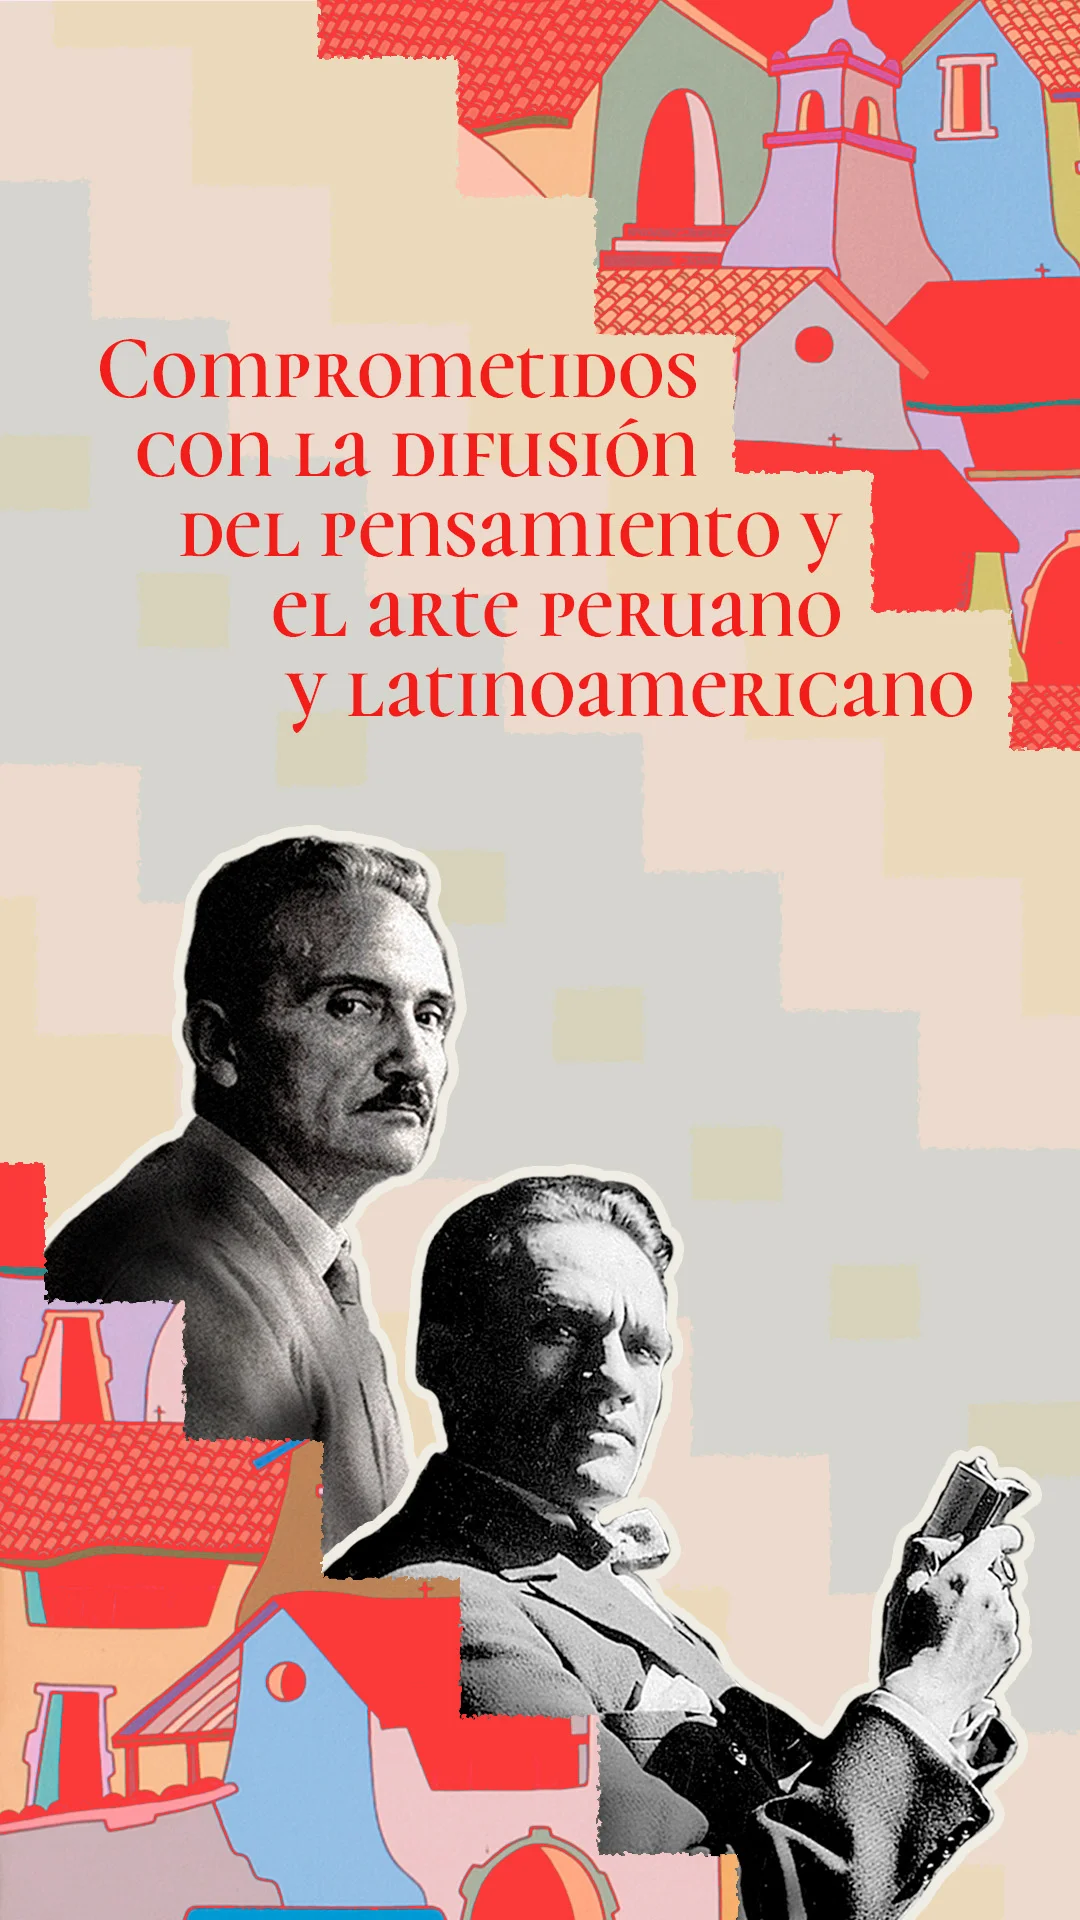 Comprometidos
con la difusión
del pensamiento y
el arte peruano
y latinoamericano